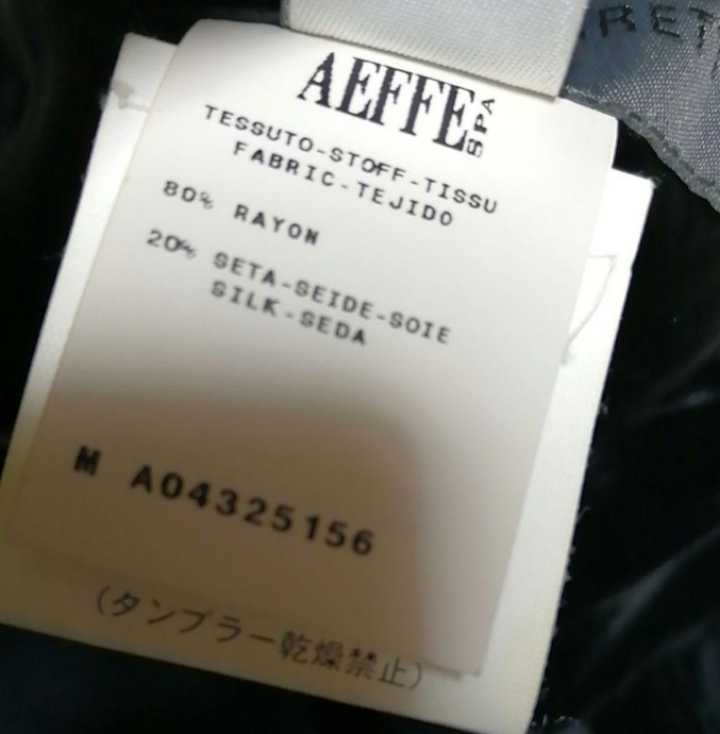 RET
AEFFE SPA
TESSUTO-STOFF-TISSU
FABRIC-TEJIDO
80% RAYON
20% SETA-SEIDE-SOIE
SILK-SEDA
M A04325156
(タンブラー乾燥禁止)